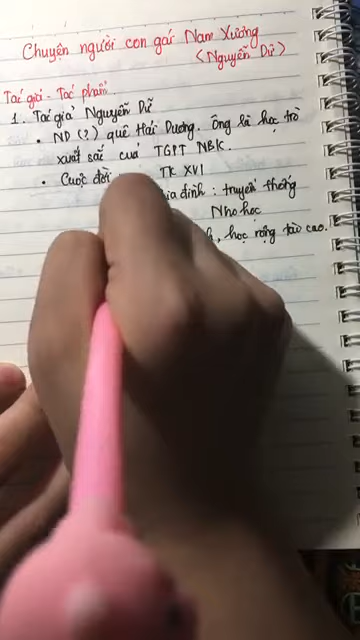 Chuyện người con gái Nam Xương
<Nguyễn Dữ>
Tác giả - Tác phẩm.
1. Tác giả Nguyễn Dữ
• ND (?) quê Hải Dương. Ông là học trò
xuất sắc của TGPT NBK.
• Cuộc đời TK XVI
gia đình : truyền thống
Nho học
, học rộng tài cao.